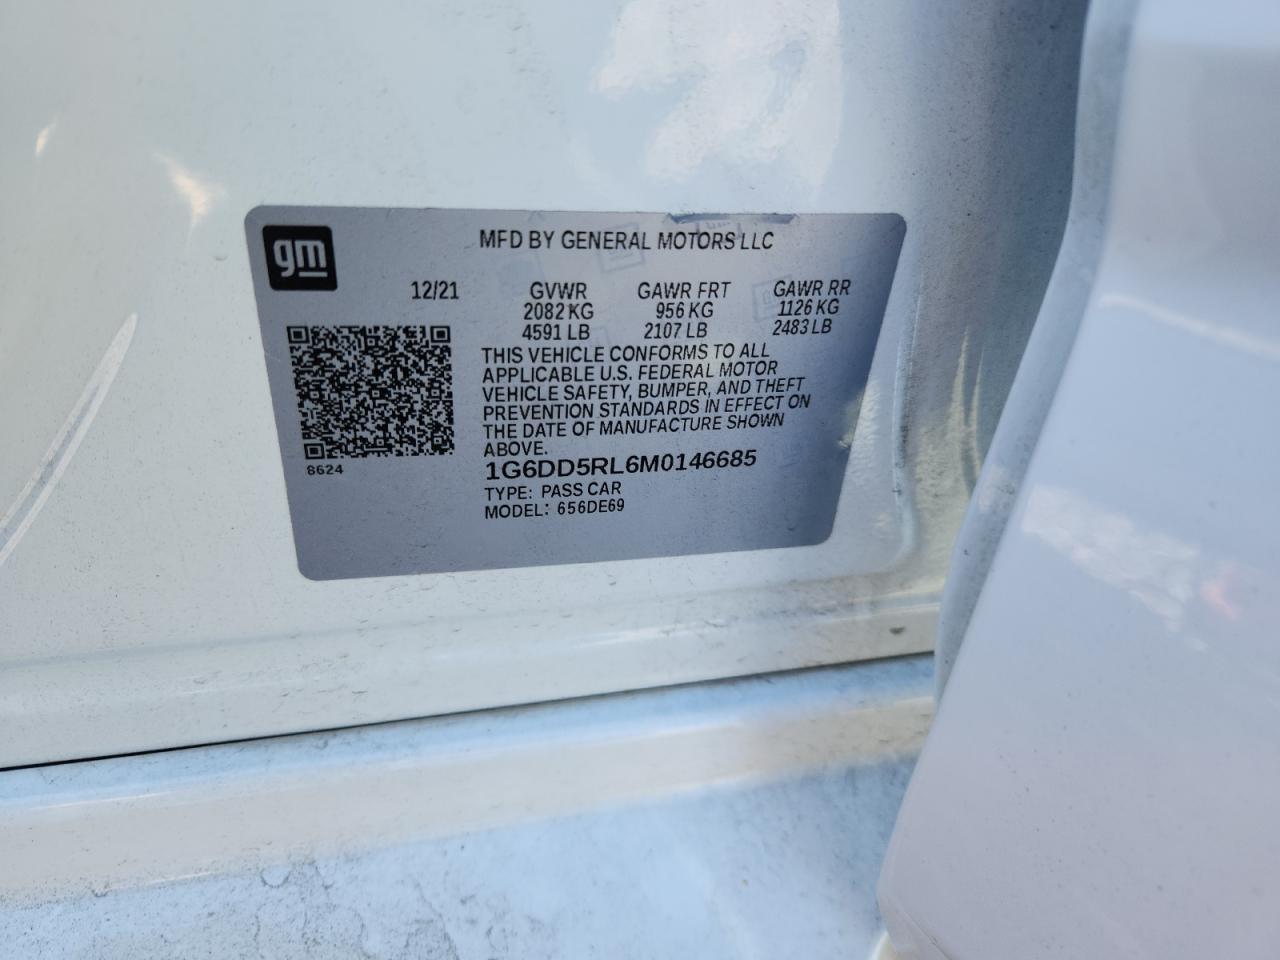 gm
MFD BY GENERAL MOTORS LLC
12/21 GVWR GAWR FRT GAWR RR
2082 KG 956 KG 1126 KG
4591 LB 2107 LB 2483 LB
THIS VEHICLE CONFORMS TO ALL
APPLICABLE U.S. FEDERAL MOTOR
VEHICLE SAFETY, BUMPER, AND THEFT
PREVENTION STANDARDS IN EFFECT ON
THE DATE OF MANUFACTURE SHOWN
ABOVE.
8624
1G6DD5RL6M0146685
TYPE: PASS CAR
MODEL: 656DE69